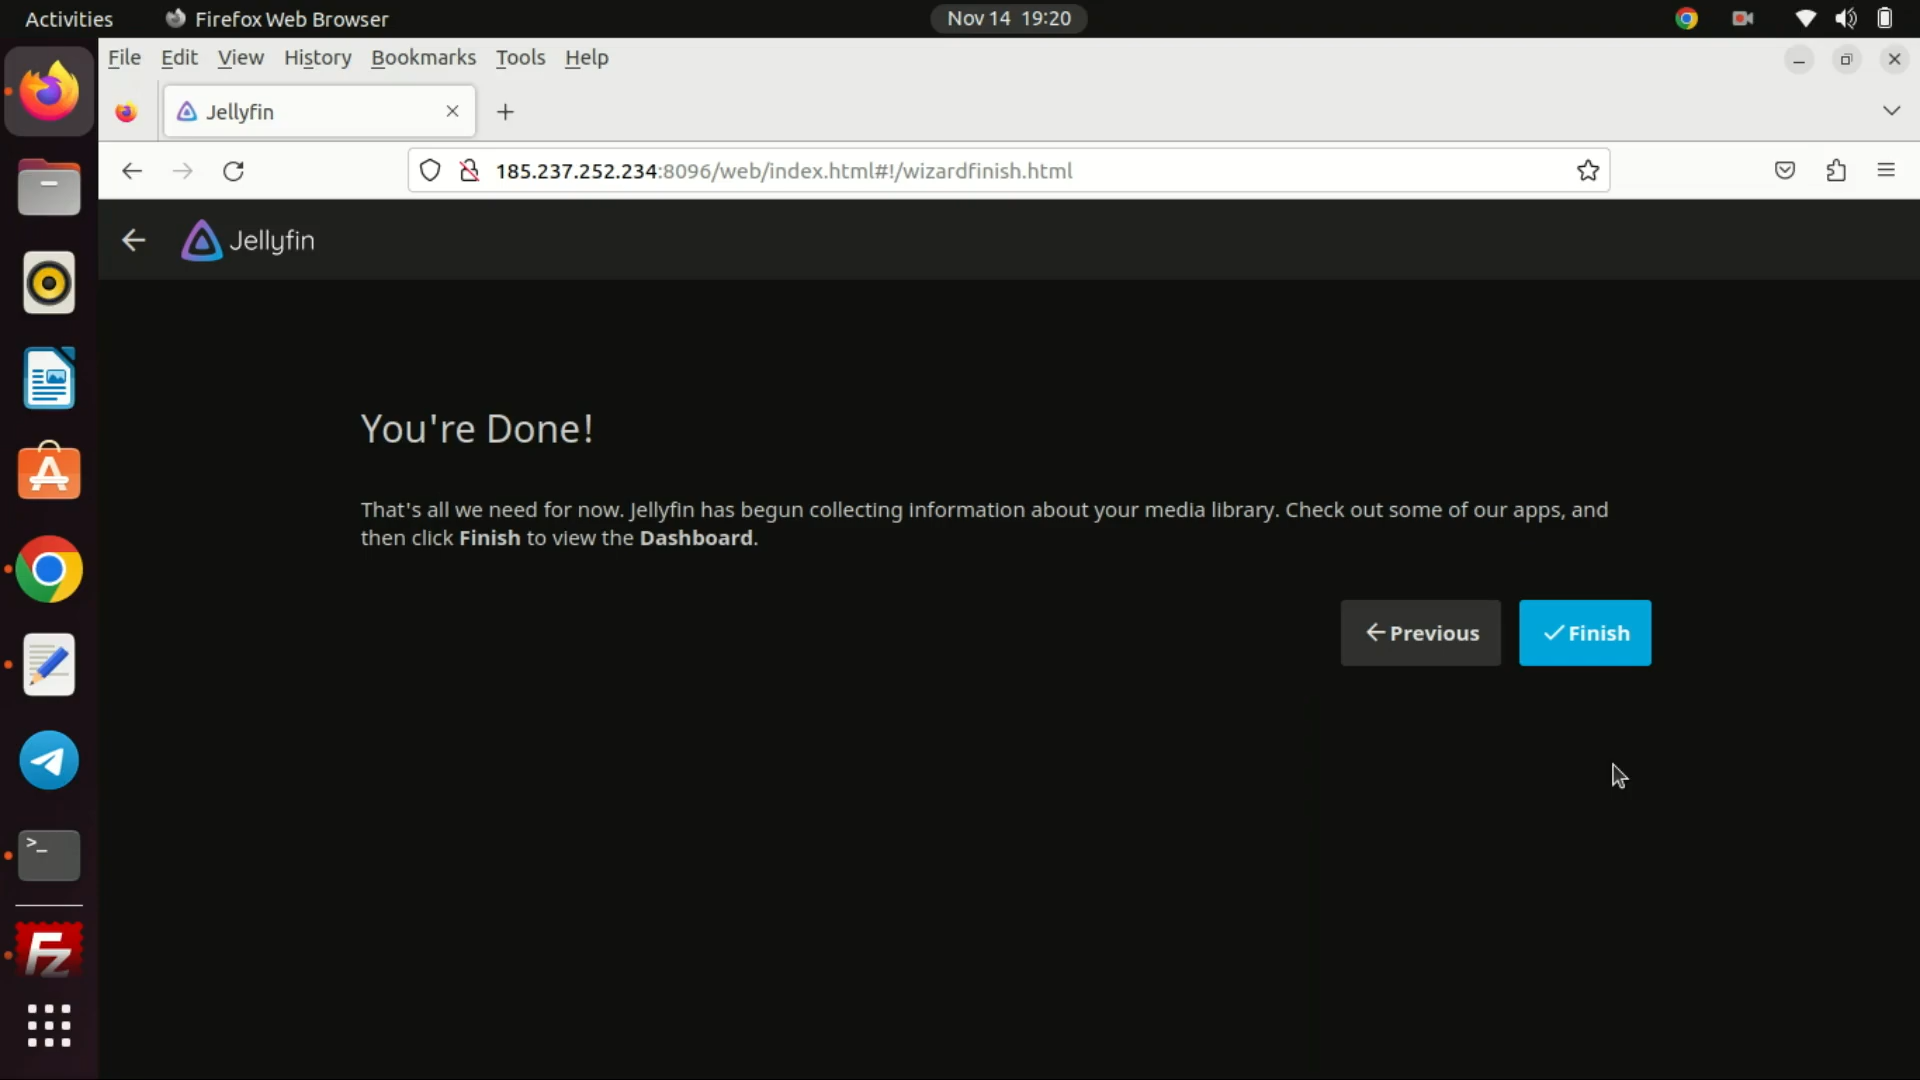 Activities
Firefox Web Browser
Nov 14 19:20
File Edit View History Bookmarks Tools Help
Jellyfin
185.237.252.234:8096/web/index.html#!/wizardfinish.html
Jellyfin
You're Done!
That's all we need for now. Jellyfin has begun collecting information about your media library. Check out some of our apps, and
then click Finish to view the Dashboard.
Previous
Finish
>_
Fz